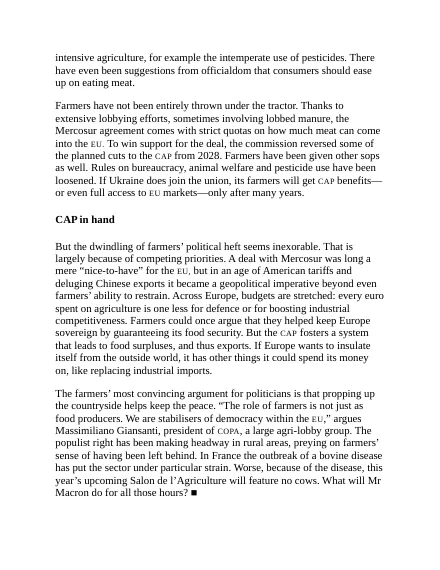 intensive agriculture, for example the intemperate use of pesticides. There
have even been suggestions from officialdom that consumers should ease
up on eating meat.
Farmers have not been entirely thrown under the tractor. Thanks to
extensive lobbying efforts, sometimes involving lobbed manure, the
Mercosur agreement comes with strict quotas on how much meat can come
into the EU. To win support for the deal, the commission reversed some of
the planned cuts to the CAP from 2028. Farmers have been given other sops
as well. Rules on bureaucracy, animal welfare and pesticide use have been
loosened. If Ukraine does join the union, its farmers will get CAP benefits—
or even full access to EU markets—only after many years.
CAP in hand
But the dwindling of farmers’ political heft seems inexorable. That is
largely because of competing priorities. A deal with Mercosur was long a
mere “nice-to-have” for the EU, but in an age of American tariffs and
deluging Chinese exports it became a geopolitical imperative beyond even
farmers’ ability to restrain. Across Europe, budgets are stretched: every euro
spent on agriculture is one less for defence or for boosting industrial
competitiveness. Farmers could once argue that they helped keep Europe
sovereign by guaranteeing its food security. But the CAP fosters a system
that leads to food surpluses, and thus exports. If Europe wants to insulate
itself from the outside world, it has other things it could spend its money
on, like replacing industrial imports.
The farmers’ most convincing argument for politicians is that propping up
the countryside helps keep the peace. “The role of farmers is not just as
food producers. We are stabilisers of democracy within the EU,” argues
Massimiliano Giansanti, president of COPA, a large agri-lobby group. The
populist right has been making headway in rural areas, preying on farmers’
sense of having been left behind. In France the outbreak of a bovine disease
has put the sector under particular strain. Worse, because of the disease, this
year’s upcoming Salon de l’Agriculture will feature no cows. What will Mr
Macron do for all those hours? ■